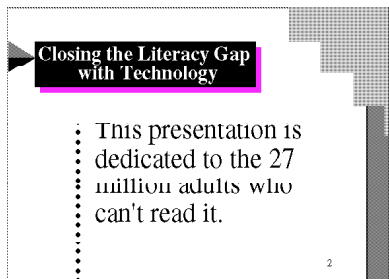 Closing the Literacy Gap
with Technology
This presentation is
dedicated to the 27
million adults who
can't read it.
2